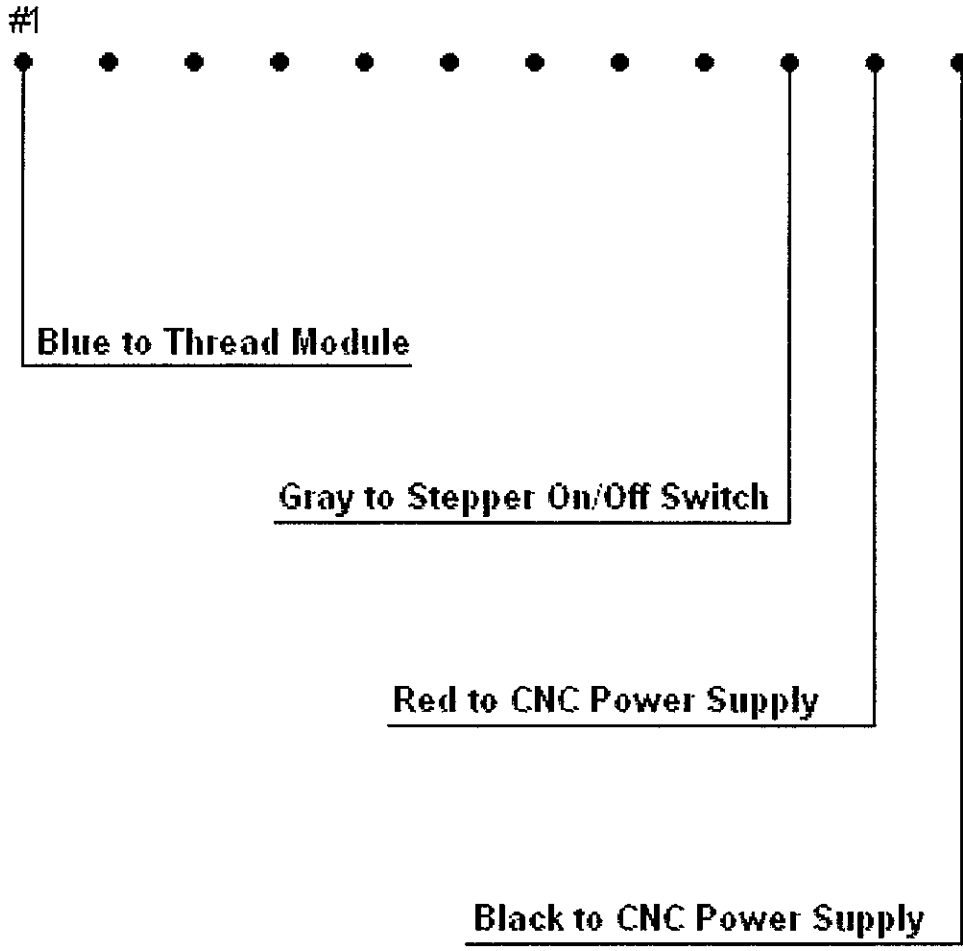 #1
Blue to Thread Module
Gray to Stepper On/Off Switch
Red to CNC Power Supply
Black to CNC Power Supply